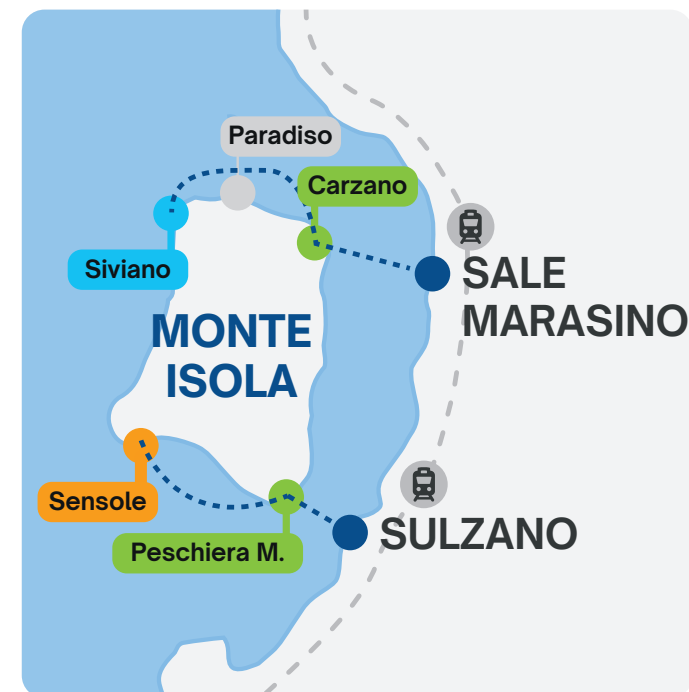 Paradiso
Carzano
Siviano
SALE
MARASINO
MONTE
ISOLA
Sensole
SULZANO
Peschiera M.